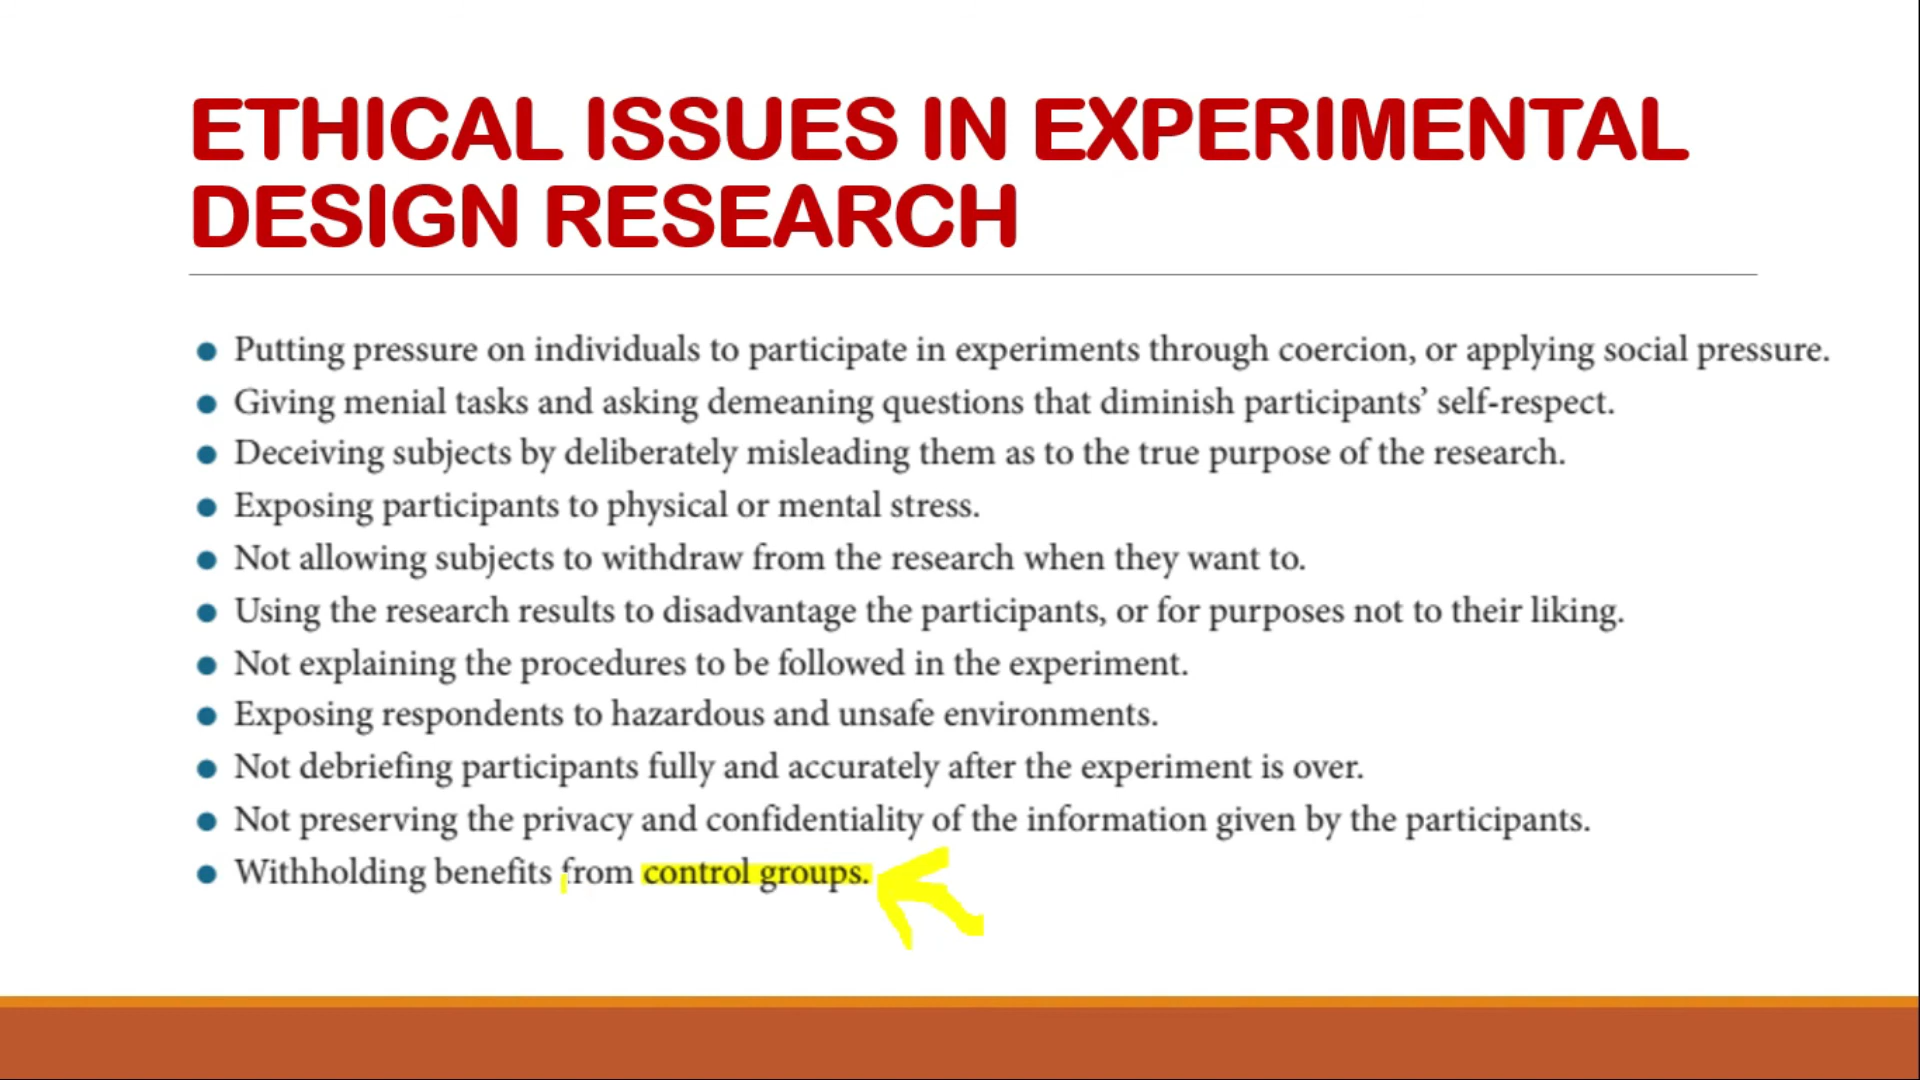 ETHICAL ISSUES IN EXPERIMENTAL
DESIGN RESEARCH
• Putting pressure on individuals to participate in experiments through coercion, or applying social pressure.
• Giving menial tasks and asking demeaning questions that diminish participants’ self-respect.
• Deceiving subjects by deliberately misleading them as to the true purpose of the research.
• Exposing participants to physical or mental stress.
• Not allowing subjects to withdraw from the research when they want to.
• Using the research results to disadvantage the participants, or for purposes not to their liking.
• Not explaining the procedures to be followed in the experiment.
• Exposing respondents to hazardous and unsafe environments.
• Not debriefing participants fully and accurately after the experiment is over.
• Not preserving the privacy and confidentiality of the information given by the participants.
• Withholding benefits from control groups.